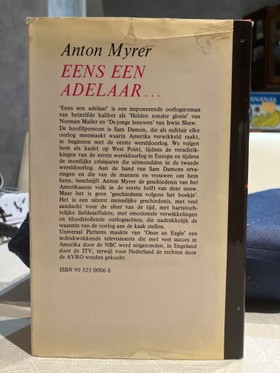 Anton Myrer
EENS EEN
ADELAAR...
'Eens een adelaar' is een imponerende oorlogsroman
van hetzelfde kaliber als 'Helden zonder glorie' van
Norman Mailer en 'De jonge leeuwen' van Irwin Shaw.
De hoofdpersoon is Sam Damon, die als militair elke
oorlog meemaakt waarin Amerika verwikkeld raakt,
te beginnen met de eerste wereldoorlog. We volgen
hem als cadet op West Point, tijdens de verschrik-
kingen van de eerste wereldoorlog in Europa en tijdens
de moeilijke crisisjaren die uitmondden in de tweede
wereldoorlog. Aan de hand van Sam Damons erva-
ringen en die van de mannen en vrouwen om hem
heen, beschrijft Anton Myrer de geschiedenis van het
Amerikaanse volk in de eerste helft van deze eeuw.
Maar het is geen 'geschiedenis volgens het boekje'.
Het is een uiterst menselijke geschiedenis, met veel
aandacht voor de sfeer van de tijd, met hartstoch-
telijke liefdesaffaires, met emotionele verwikkelingen
en bloedstollende oorlogsscènes, die nadrukkelijk de
waanzin van de oorlog aan de kaak stellen.
Universal Pictures maakte van 'Once an Eagle' een
indrukwekkende televisieserie die met veel succes in
Amerika door de NBC werd uitgezonden, in Engeland
door de ITV, terwijl voor Nederland de rechten door
de AVRO werden gekocht.
ISBN 90 225 0006 6